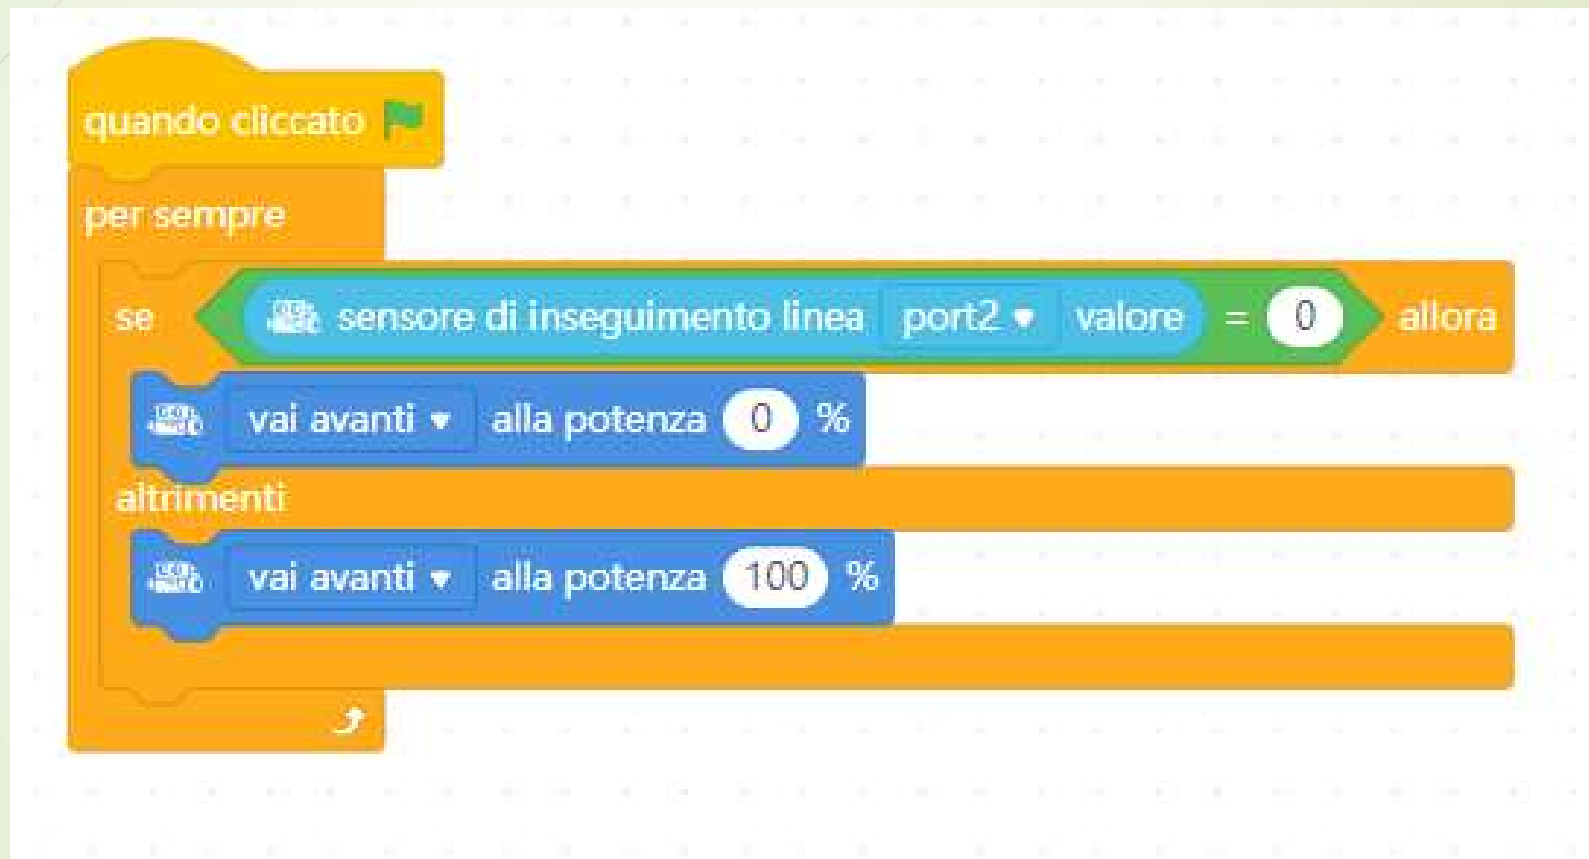 quando cliccato
per sempre
se sensore di inseguimento linea port2 valore = 0 allora
vai avanti alla potenza 0 %
altrimenti
vai avanti alla potenza 100 %